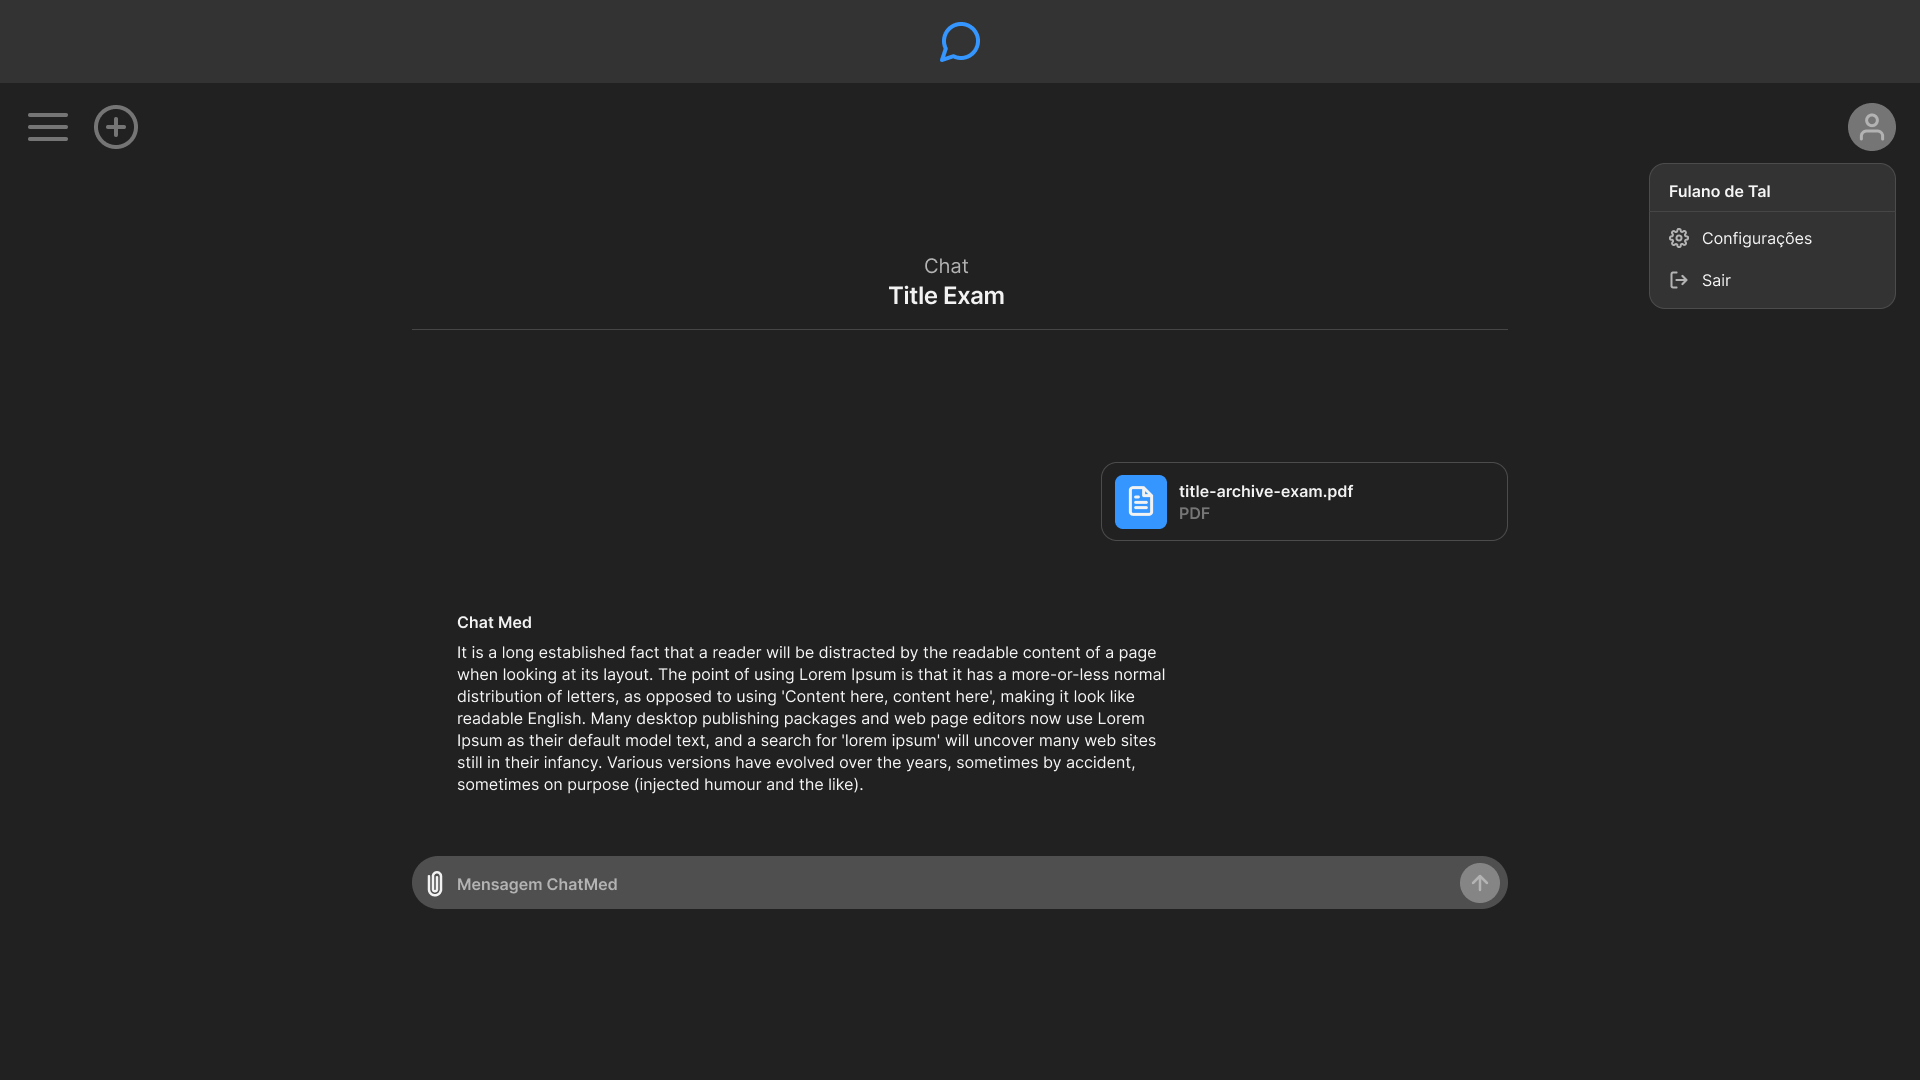 Fulano de Tal
Configurações
Sair
Chat
Title Exam
title-archive-exam.pdf
PDF
Chat Med
It is a long established fact that a reader will be distracted by the readable content of a page
when looking at its layout. The point of using Lorem Ipsum is that it has a more-or-less normal
distribution of letters, as opposed to using 'Content here, content here', making it look like
readable English. Many desktop publishing packages and web page editors now use Lorem
Ipsum as their default model text, and a search for 'lorem ipsum' will uncover many web sites
still in their infancy. Various versions have evolved over the years, sometimes by accident,
sometimes on purpose (injected humour and the like).
Mensagem ChatMed